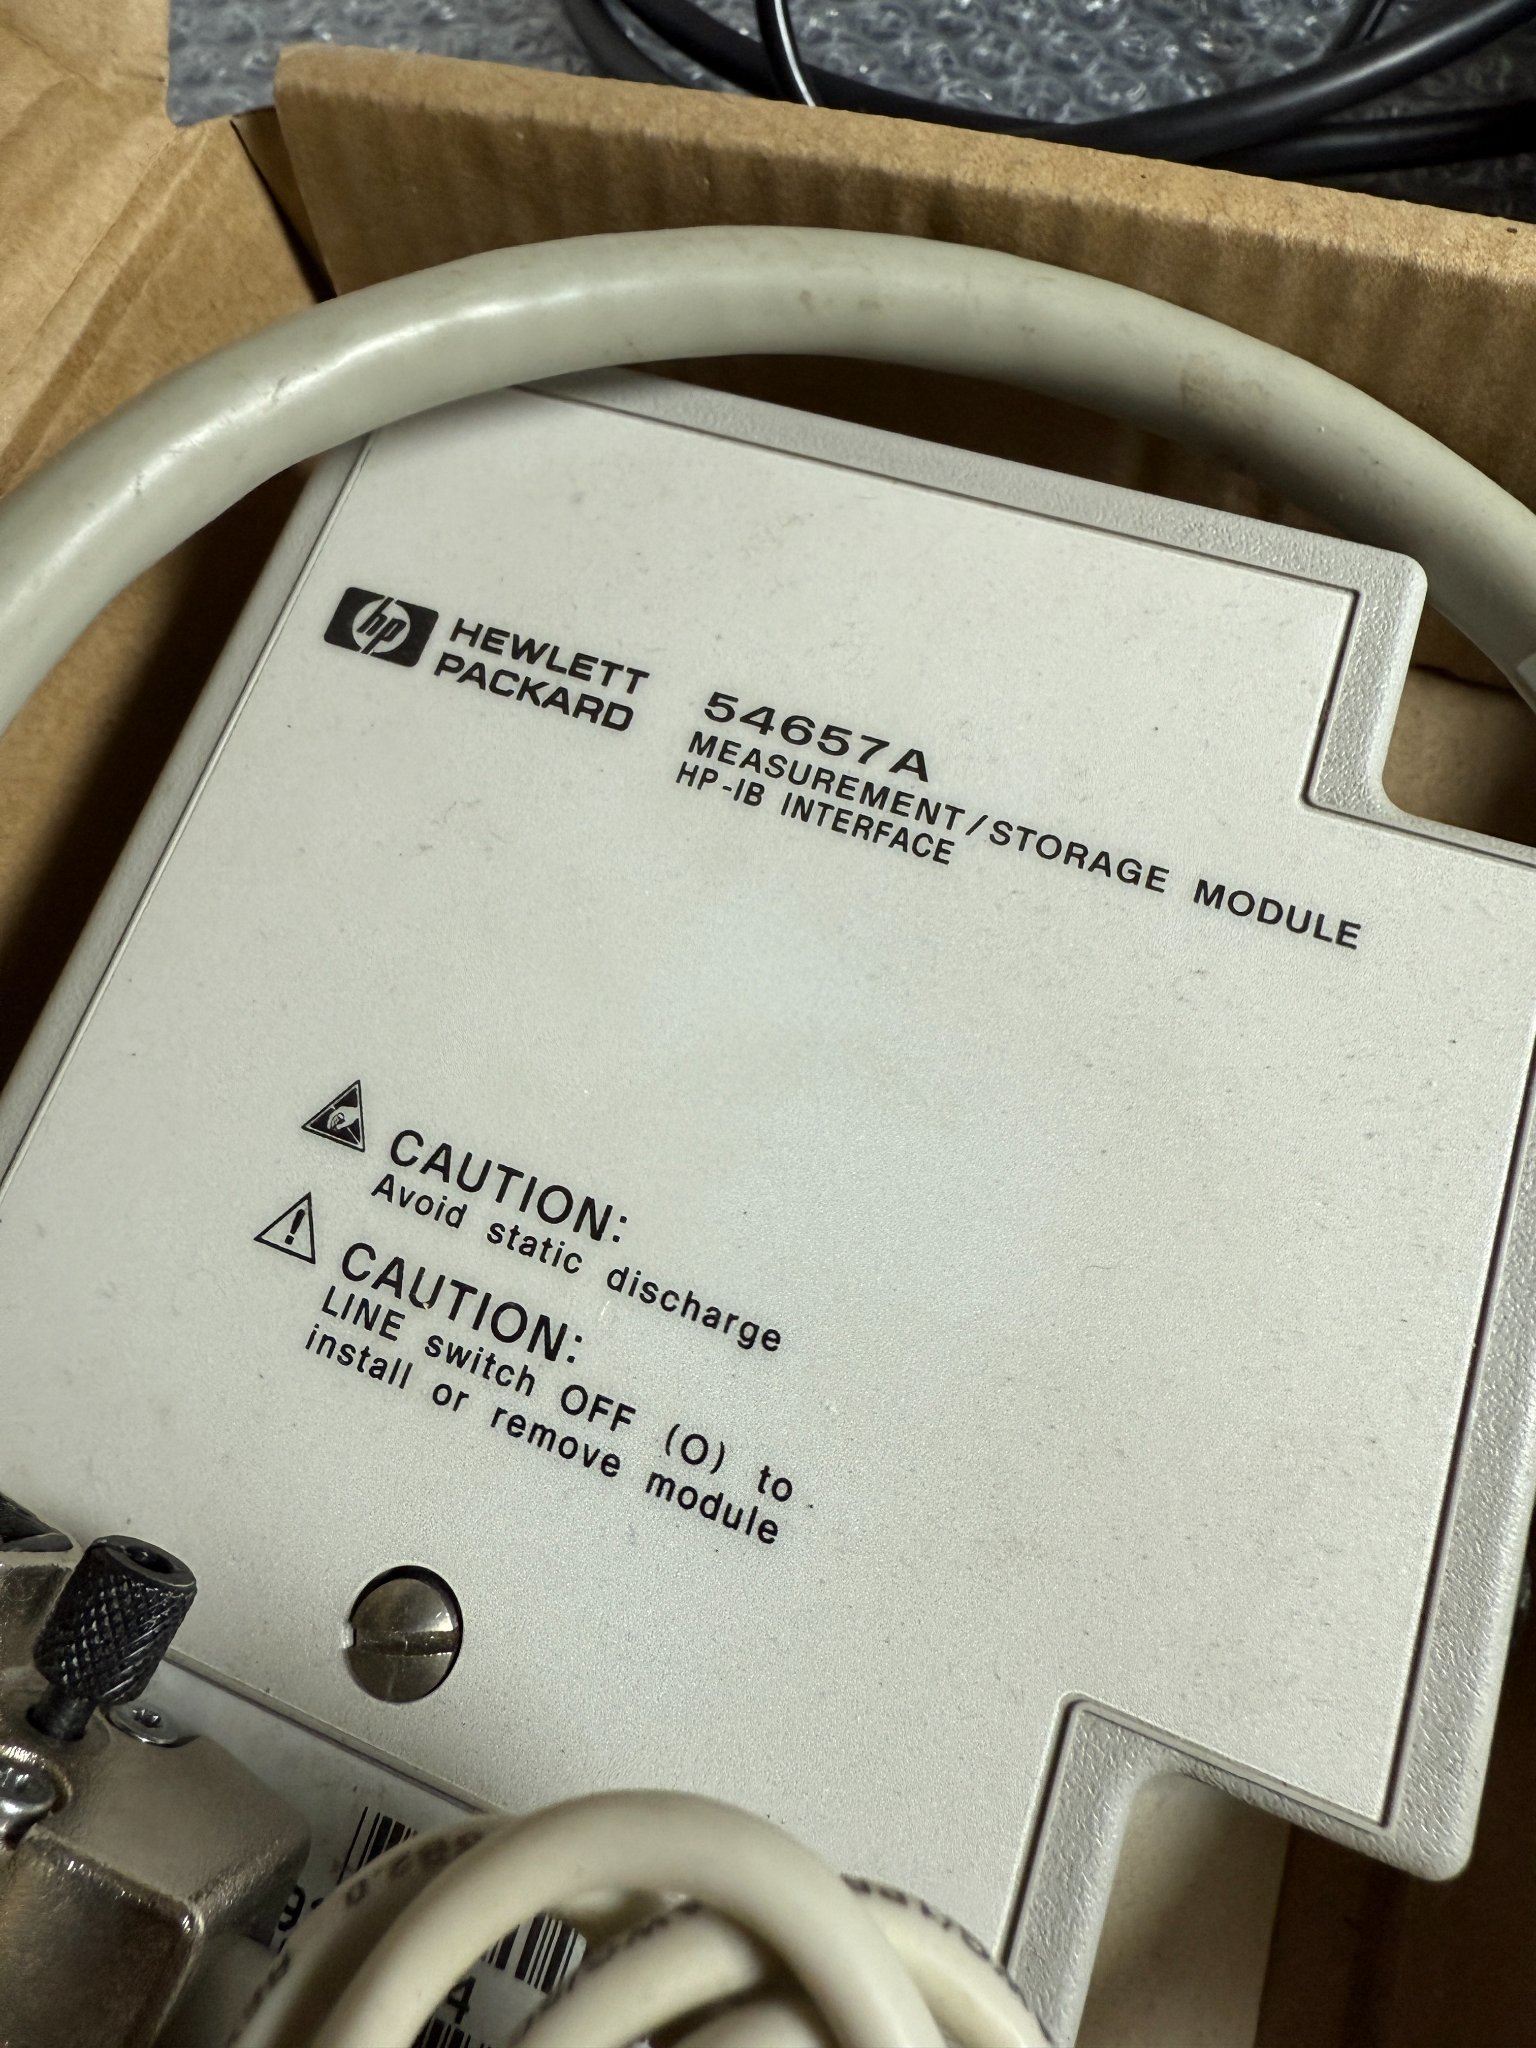 hp HEWLETT
PACKARD
54657A
MEASUREMENT/STORAGE MODULE
HP-IB INTERFACE
CAUTION:
Avoid static discharge
! CAUTION:
LINE switch OFF (O) to
install or remove module
4